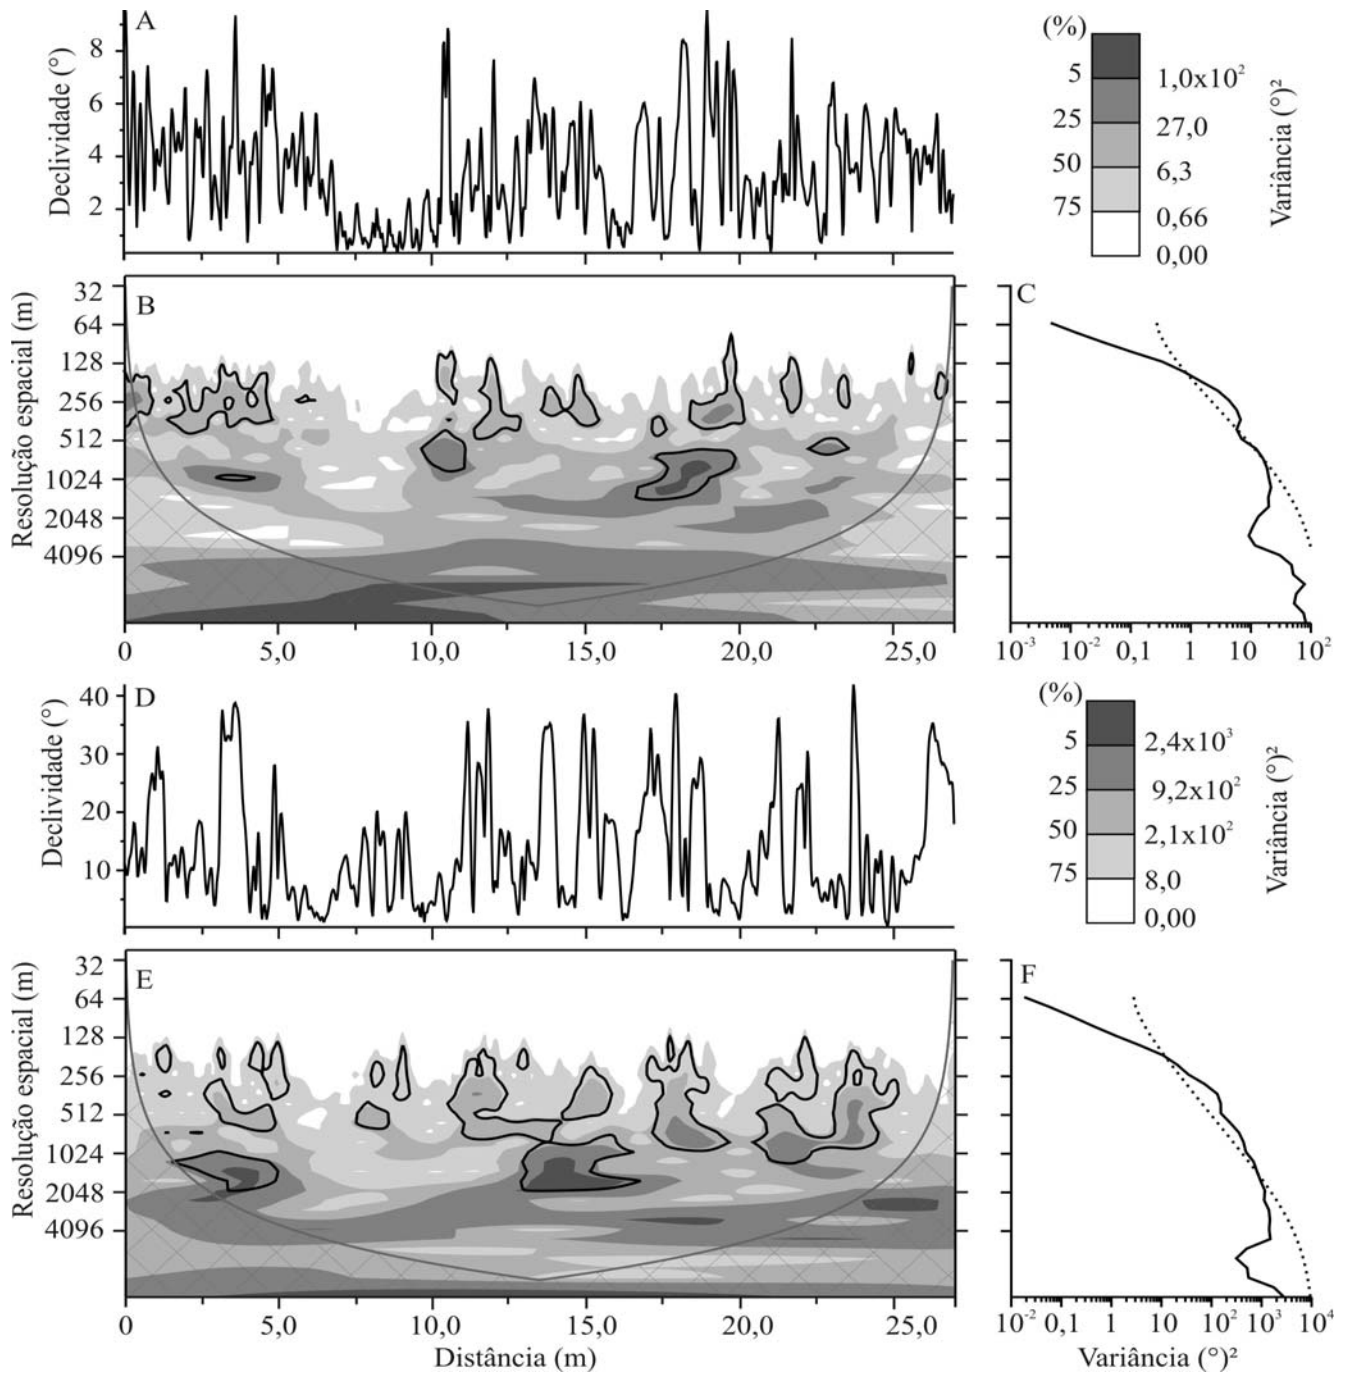 A
Declividade (°)
8
6
4
2
(%)
5
25
50
75
1,0x10²
27,0
6,3
0,66
0,00
Variância (°)²
B
Resolução espacial (m)
32
64
128
256
512
1024
2048
4096
0 5,0 10,0 15,0 20,0 25,0
C
10⁻³ 10⁻² 0,1 1 10 10²
D
Declividade (°)
40
30
20
10
(%)
5
25
50
75
2,4x10³
9,2x10²
2,1x10²
8,0
0,00
Variância (°)²
E
Resolução espacial (m)
32
64
128
256
512
1024
2048
4096
0 5,0 10,0 15,0 20,0 25,0
Distância (m)
F
10⁻² 0,1 1 10 10² 10³ 10⁴
Variância (°)²